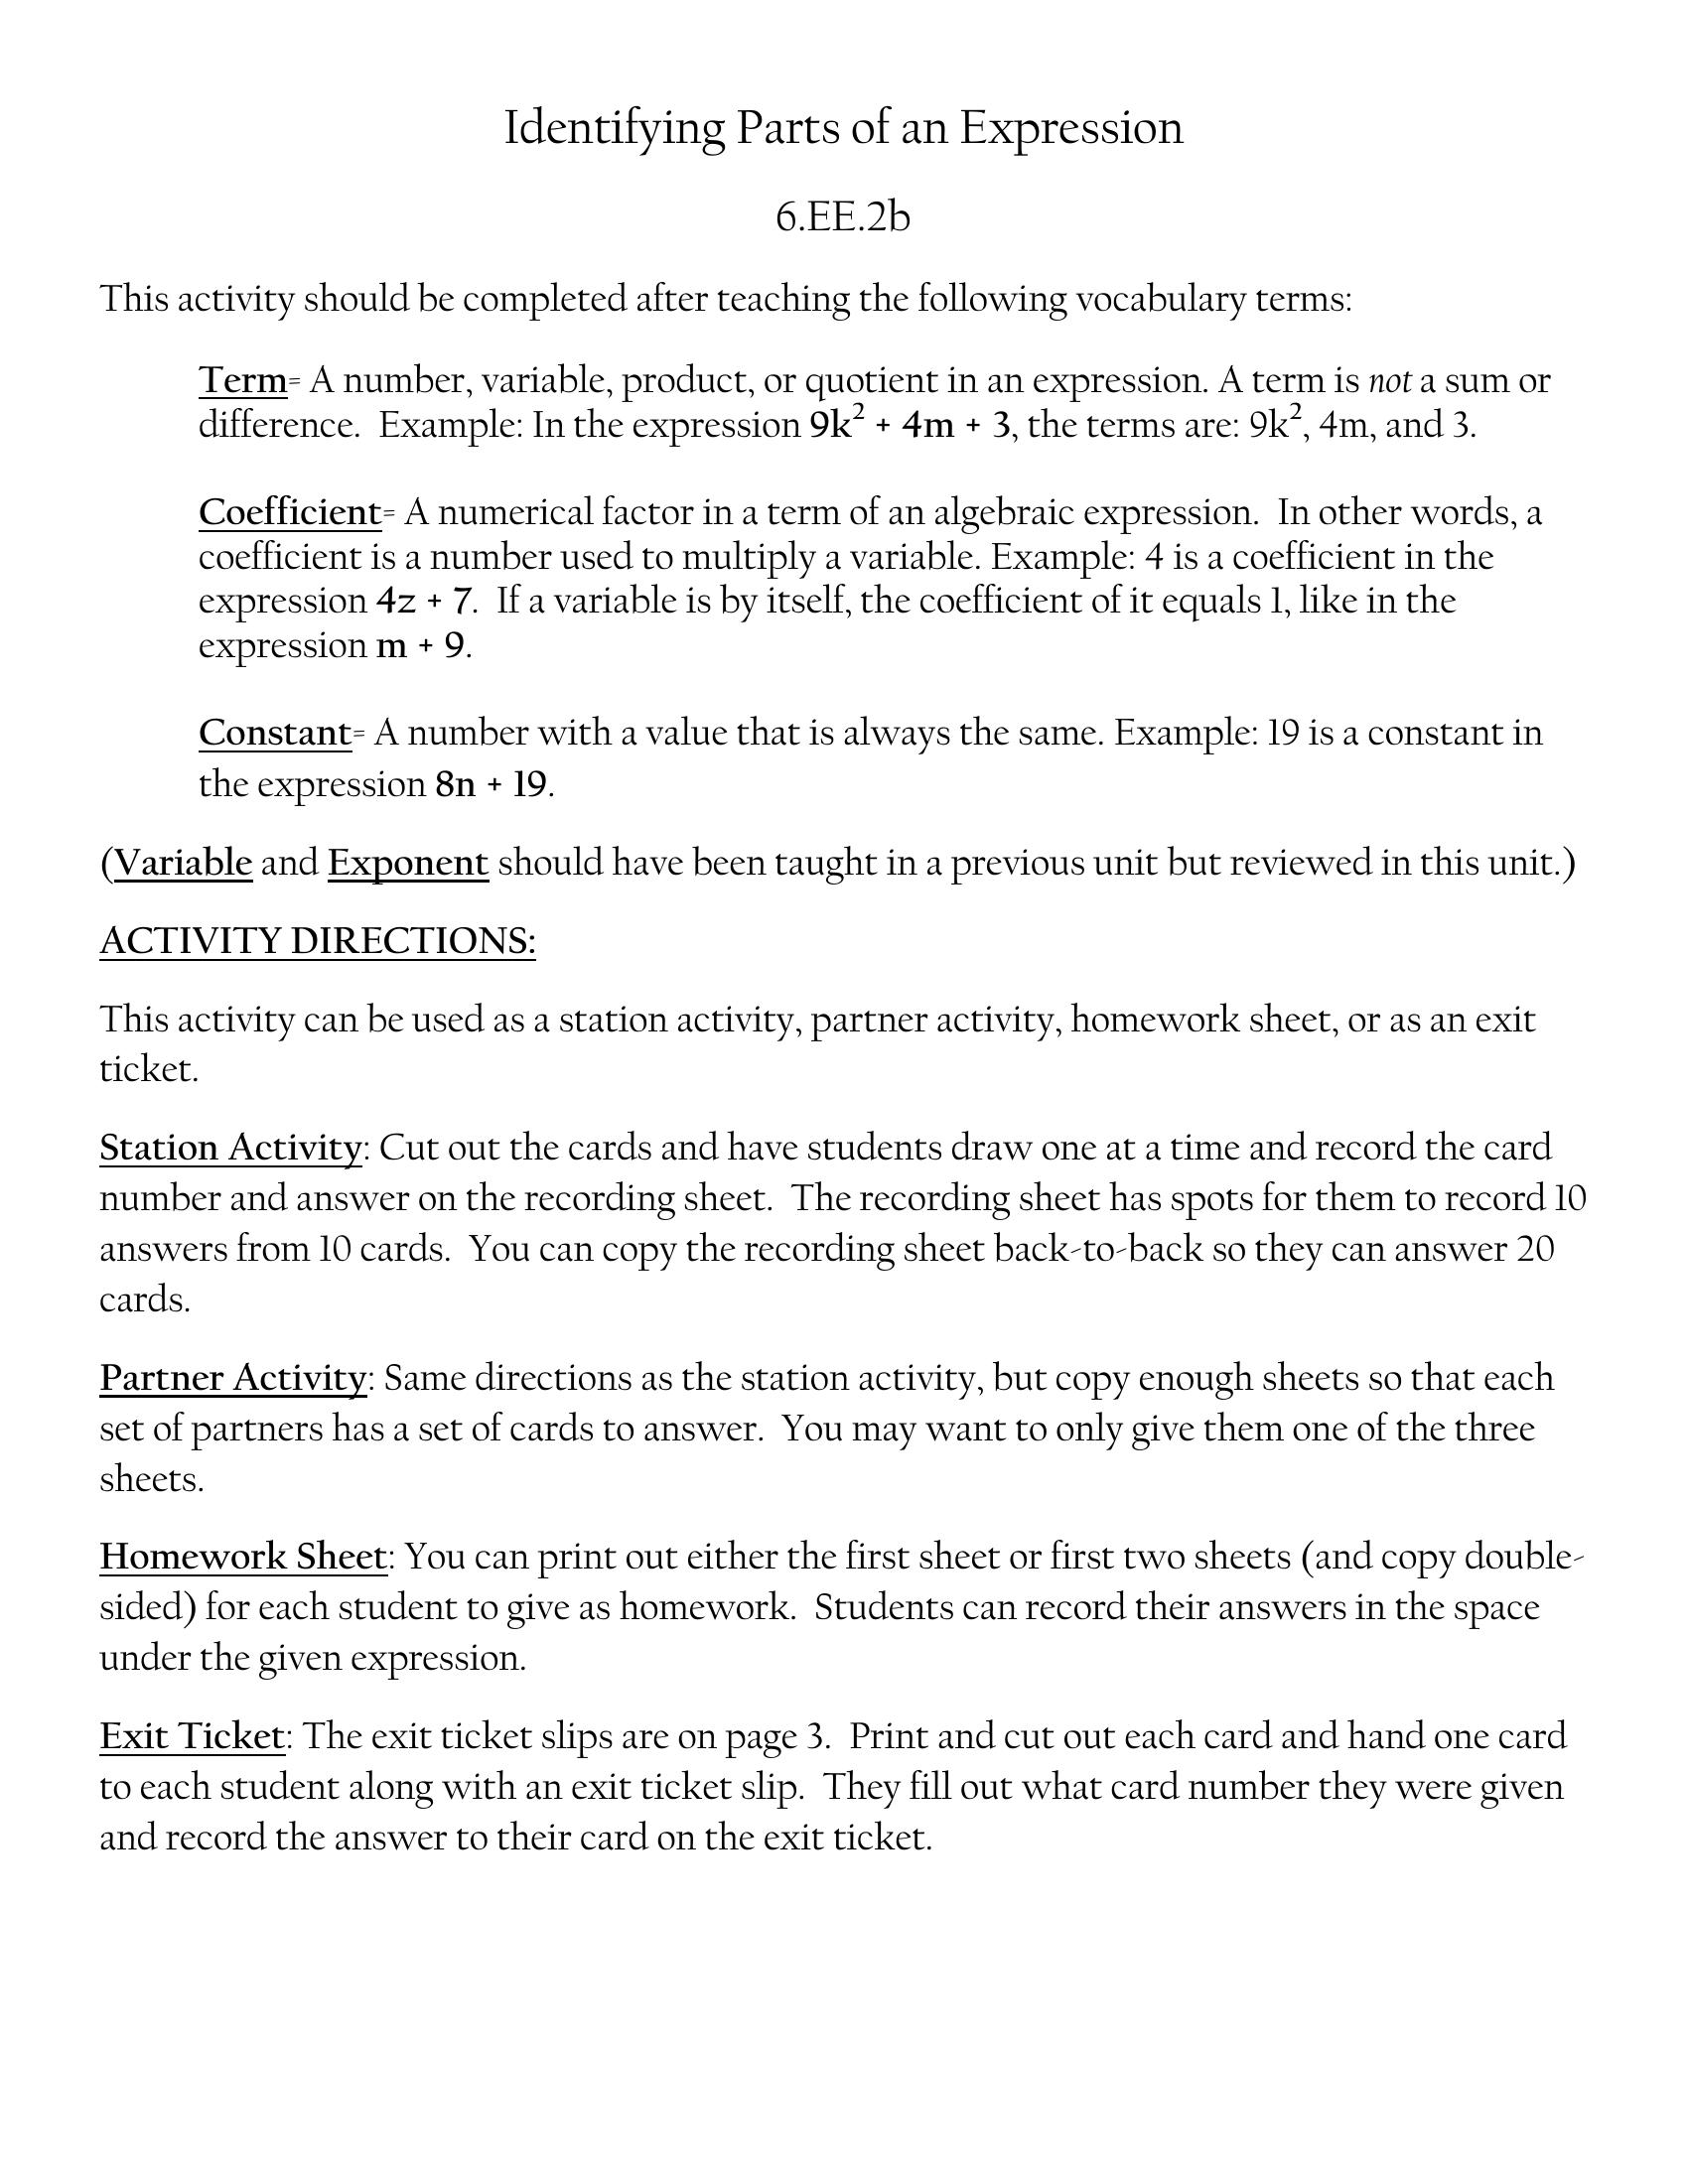 Identifying Parts of an Expression
6.EE.2b
This activity should be completed after teaching the following vocabulary terms:
Term= A number, variable, product, or quotient in an expression. A term is not a sum or
difference.  Example: In the expression 9k² + 4m + 3, the terms are: 9k², 4m, and 3.
Coefficient= A numerical factor in a term of an algebraic expression.  In other words, a
coefficient is a number used to multiply a variable. Example: 4 is a coefficient in the
expression 4z + 7.  If a variable is by itself, the coefficient of it equals 1, like in the
expression m + 9.
Constant= A number with a value that is always the same. Example: 19 is a constant in
the expression 8n + 19.
(Variable and Exponent should have been taught in a previous unit but reviewed in this unit.)
ACTIVITY DIRECTIONS:
This activity can be used as a station activity, partner activity, homework sheet, or as an exit
ticket.
Station Activity: Cut out the cards and have students draw one at a time and record the card
number and answer on the recording sheet.  The recording sheet has spots for them to record 10
answers from 10 cards.  You can copy the recording sheet back-to-back so they can answer 20
cards.
Partner Activity: Same directions as the station activity, but copy enough sheets so that each
set of partners has a set of cards to answer.  You may want to only give them one of the three
sheets.
Homework Sheet: You can print out either the first sheet or first two sheets (and copy double-
sided) for each student to give as homework.  Students can record their answers in the space
under the given expression.
Exit Ticket: The exit ticket slips are on page 3.  Print and cut out each card and hand one card
to each student along with an exit ticket slip.  They fill out what card number they were given
and record the answer to their card on the exit ticket.